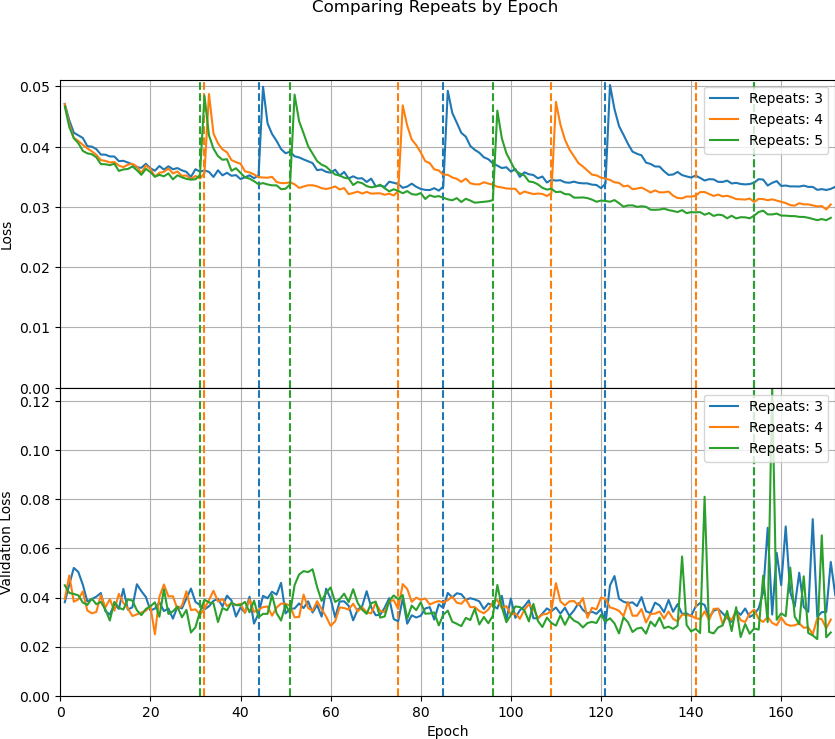 Comparing Repeats by Epoch
0.05
0.04
0.03
0.02
0.01
0.00
Loss
Repeats: 3
Repeats: 4
Repeats: 5
0.12
0.10
0.08
0.06
0.04
0.02
0.00
Validation Loss
Repeats: 3
Repeats: 4
Repeats: 5
0 20 40 60 80 100 120 140 160
Epoch